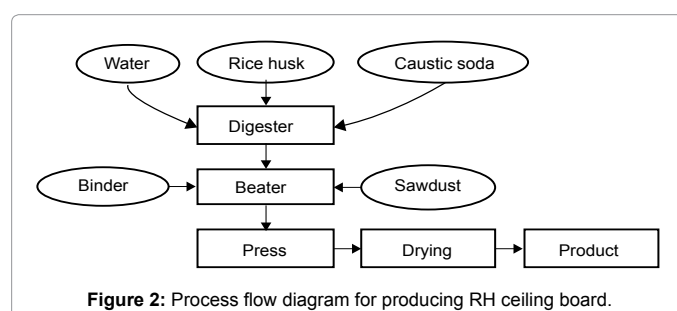 Water
Rice husk
Caustic soda
Digester
Binder
Beater
Sawdust
Press
Drying
Product
Figure 2: Process flow diagram for producing RH ceiling board.